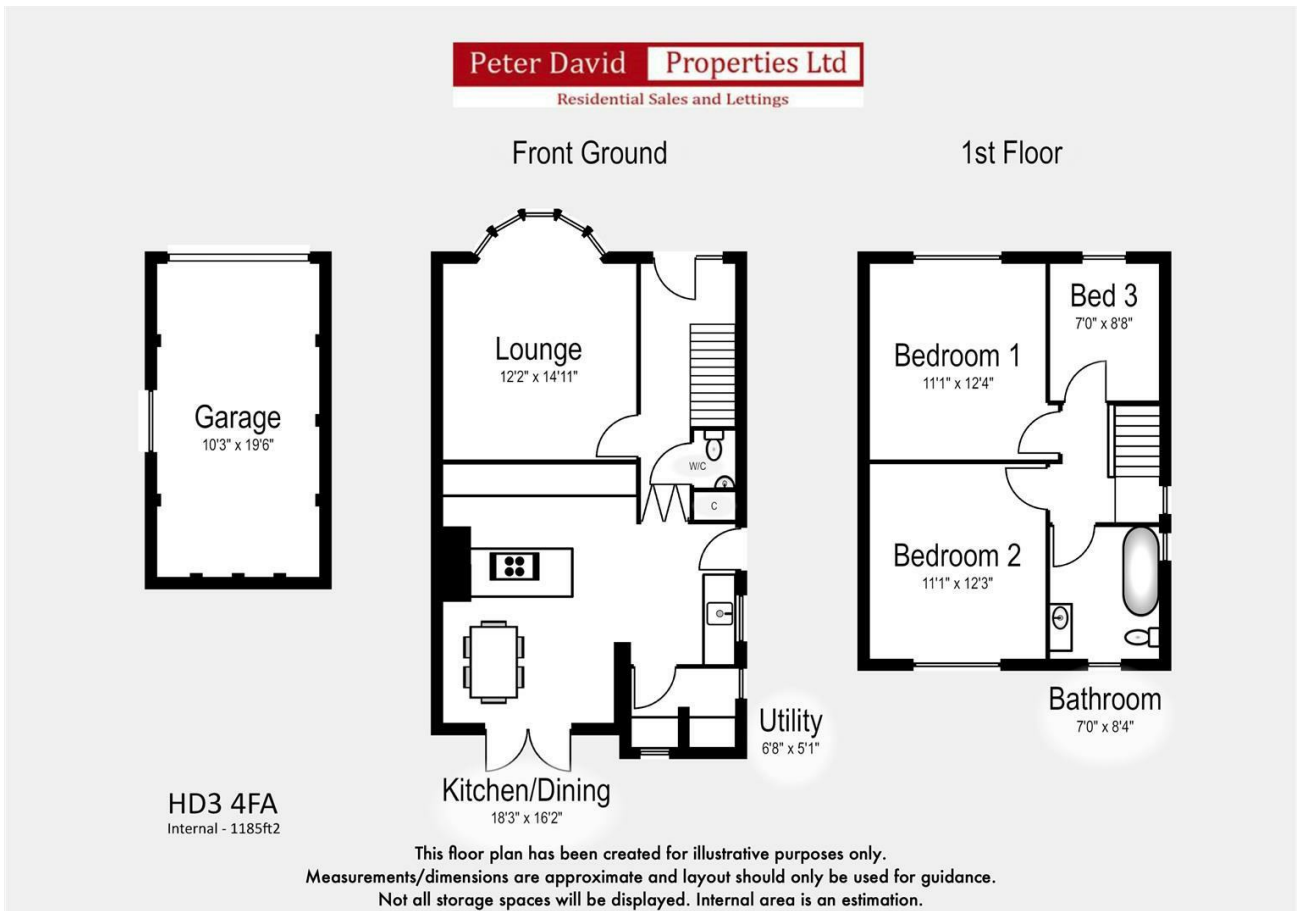 Peter David Properties Ltd
Residential Sales and Lettings
Front Ground
1st Floor
Garage
10'3" x 19'6"
Lounge
12'2" x 14'11"
W/C
C
Kitchen/Dining
18'3" x 16'2"
Utility
6'8" x 5'1"
Bedroom 1
11'1" x 12'4"
Bed 3
7'0" x 8'8"
Bedroom 2
11'1" x 12'3"
Bathroom
7'0" x 8'4"
HD3 4FA
Internal - 1185ft2
This floor plan has been created for illustrative purposes only.
Measurements/dimensions are approximate and layout should only be used for guidance.
Not all storage spaces will be displayed. Internal area is an estimation.